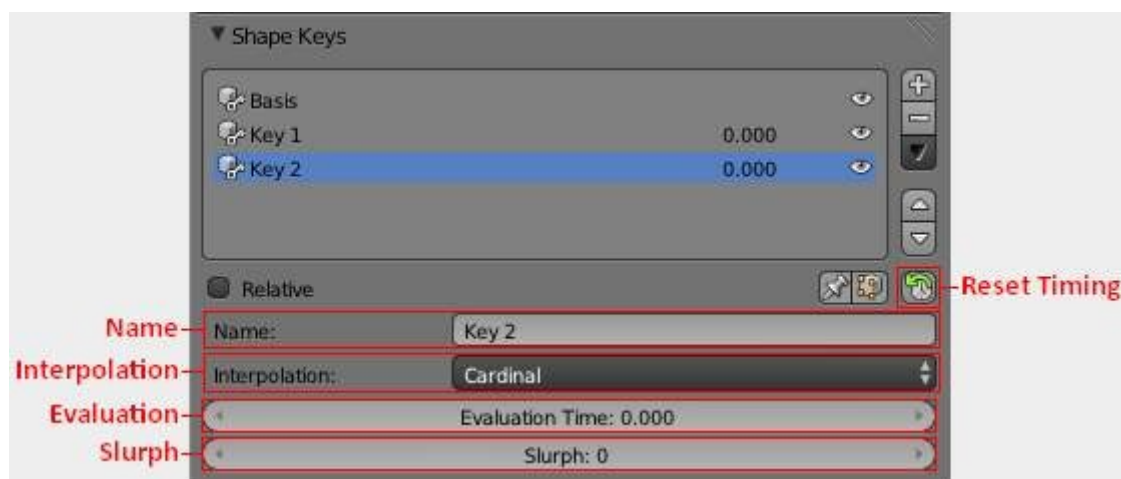 Shape Keys
Basis
Key 1 0.000
Key 2 0.000
Relative
Reset Timing
Name
Name: Key 2
Interpolation
Interpolation: Cardinal
Evaluation
Evaluation Time: 0.000
Slurph
Slurph: 0